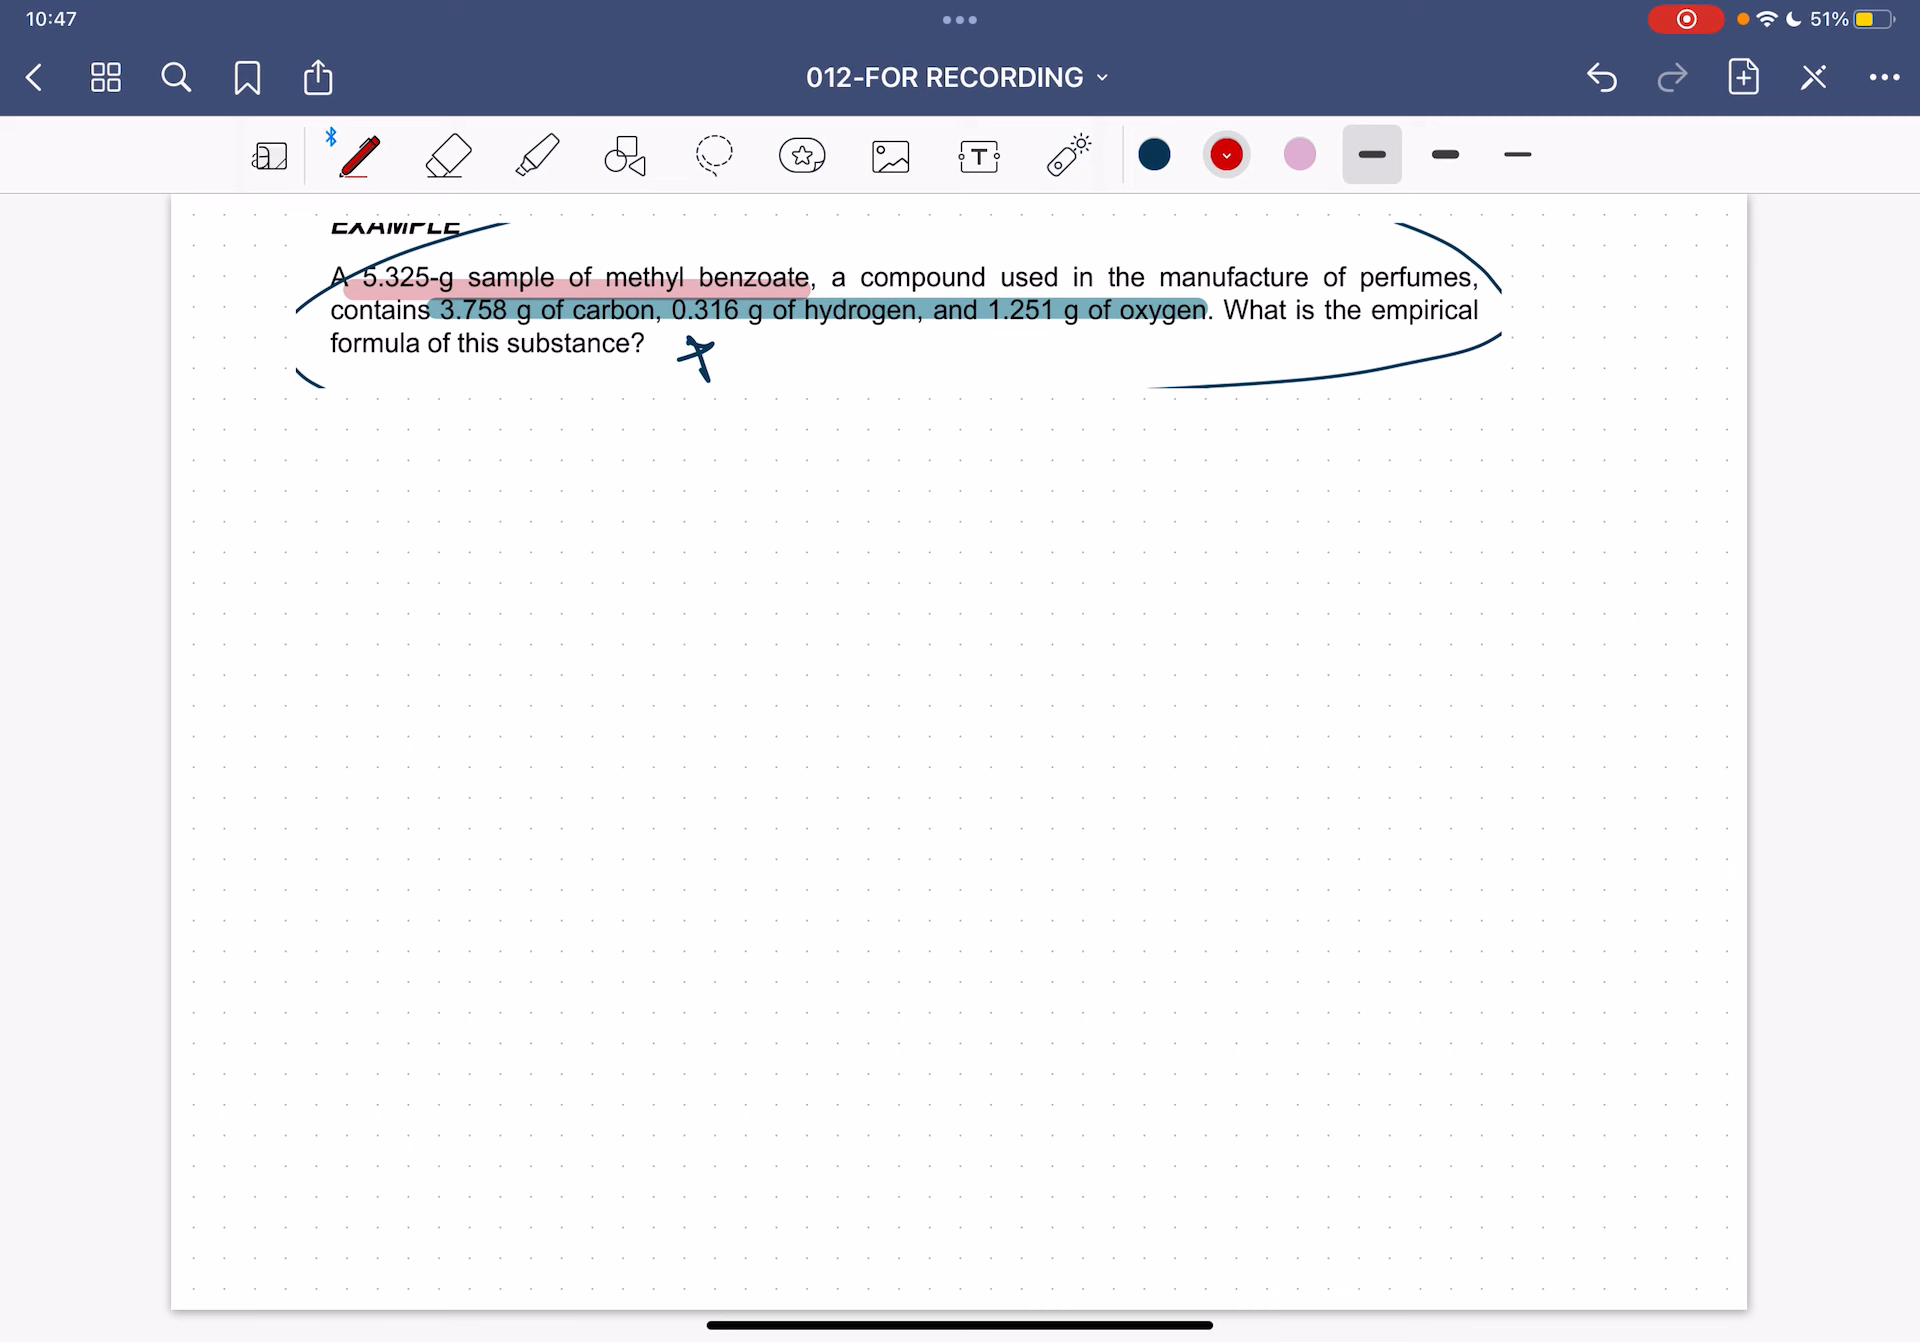 10:47
51%
012-FOR RECORDING
EXAMPLE
A 5.325-g sample of methyl benzoate, a compound used in the manufacture of perfumes,
contains 3.758 g of carbon, 0.316 g of hydrogen, and 1.251 g of oxygen. What is the empirical
formula of this substance?